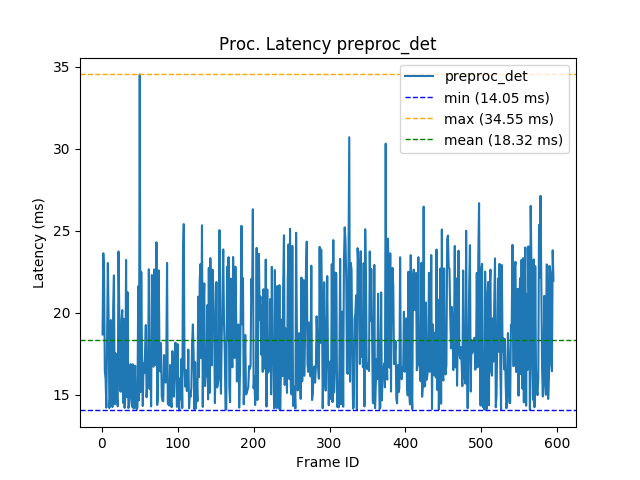 Proc. Latency preproc_det
35
30
25
20
15
Latency (ms)
preproc_det
min (14.05 ms)
max (34.55 ms)
mean (18.32 ms)
0 100 200 300 400 500 600
Frame ID